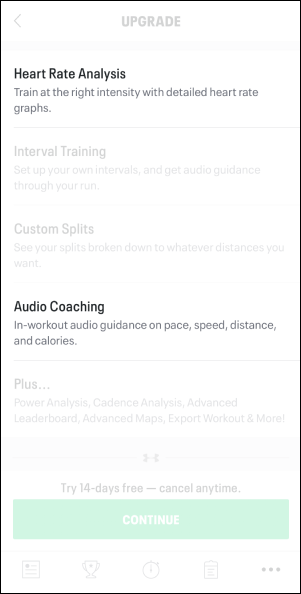 UPGRADE
Heart Rate Analysis
Train at the right intensity with detailed heart rate
graphs.
Interval Training
Set up your own intervals, and get audio guidance
through your run.
Custom Splits
See your splits broken down to whatever distances you
want.
Audio Coaching
In-workout audio guidance on pace, speed, distance,
and calories.
Plus...
Power Analysis, Cadence Analysis, Advanced
Leaderboard, Advanced Maps, Export Workout & More!
Try 14-days free — cancel anytime.
CONTINUE